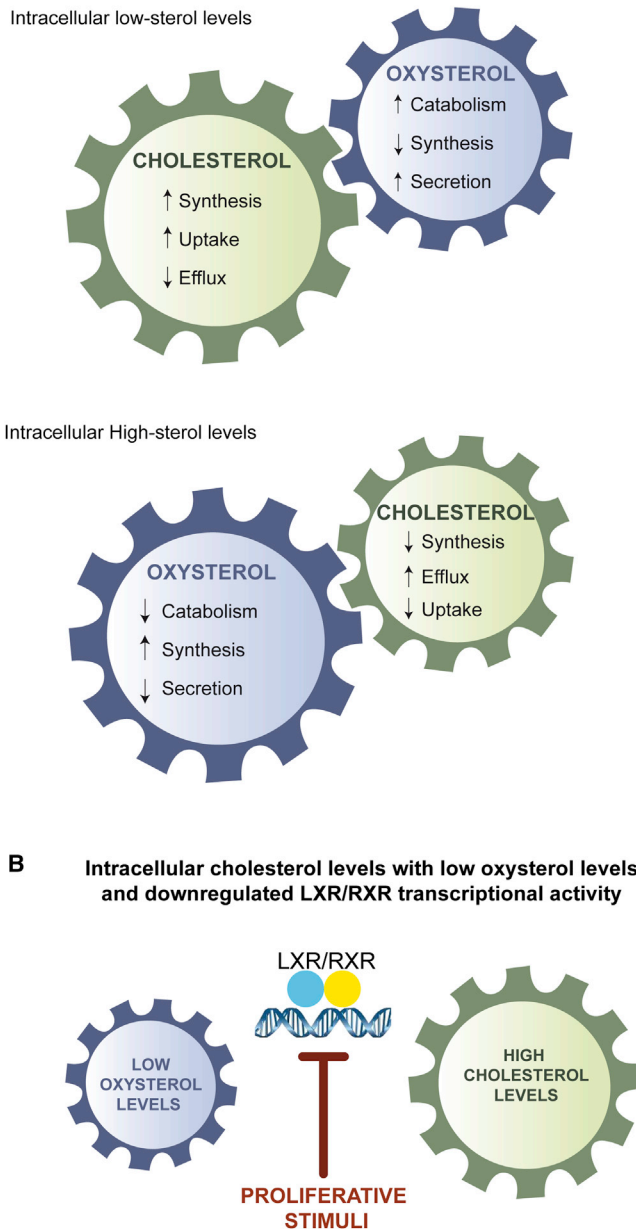 Intracellular low-sterol levels
OXYSTEROL
↑ Catabolism
↓ Synthesis
↑ Secretion
CHOLESTEROL
↑ Synthesis
↑ Uptake
↓ Efflux
Intracellular High-sterol levels
CHOLESTEROL
↓ Synthesis
↑ Efflux
↓ Uptake
OXYSTEROL
↓ Catabolism
↑ Synthesis
↓ Secretion
B
Intracellular cholesterol levels with low oxysterol levels
and downregulated LXR/RXR transcriptional activity
LXR/RXR
LOW
OXYSTEROL
LEVELS
HIGH
CHOLESTEROL
LEVELS
PROLIFERATIVE
STIMULI